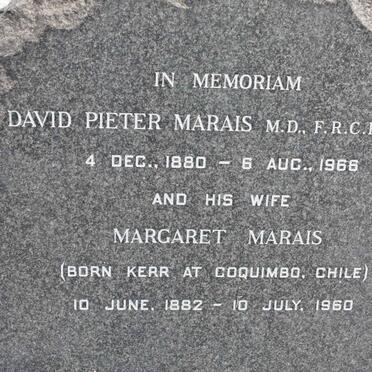 IN MEMORIAM
DAVID PIETER MARAIS M.D., F.R.C.
4 DEC., 1880 – 6 AUG., 1966
AND HIS WIFE
MARGARET MARAIS
(BORN KERR AT COQUIMBO, CHILE)
10 JUNE, 1882 – 10 JULY, 1960